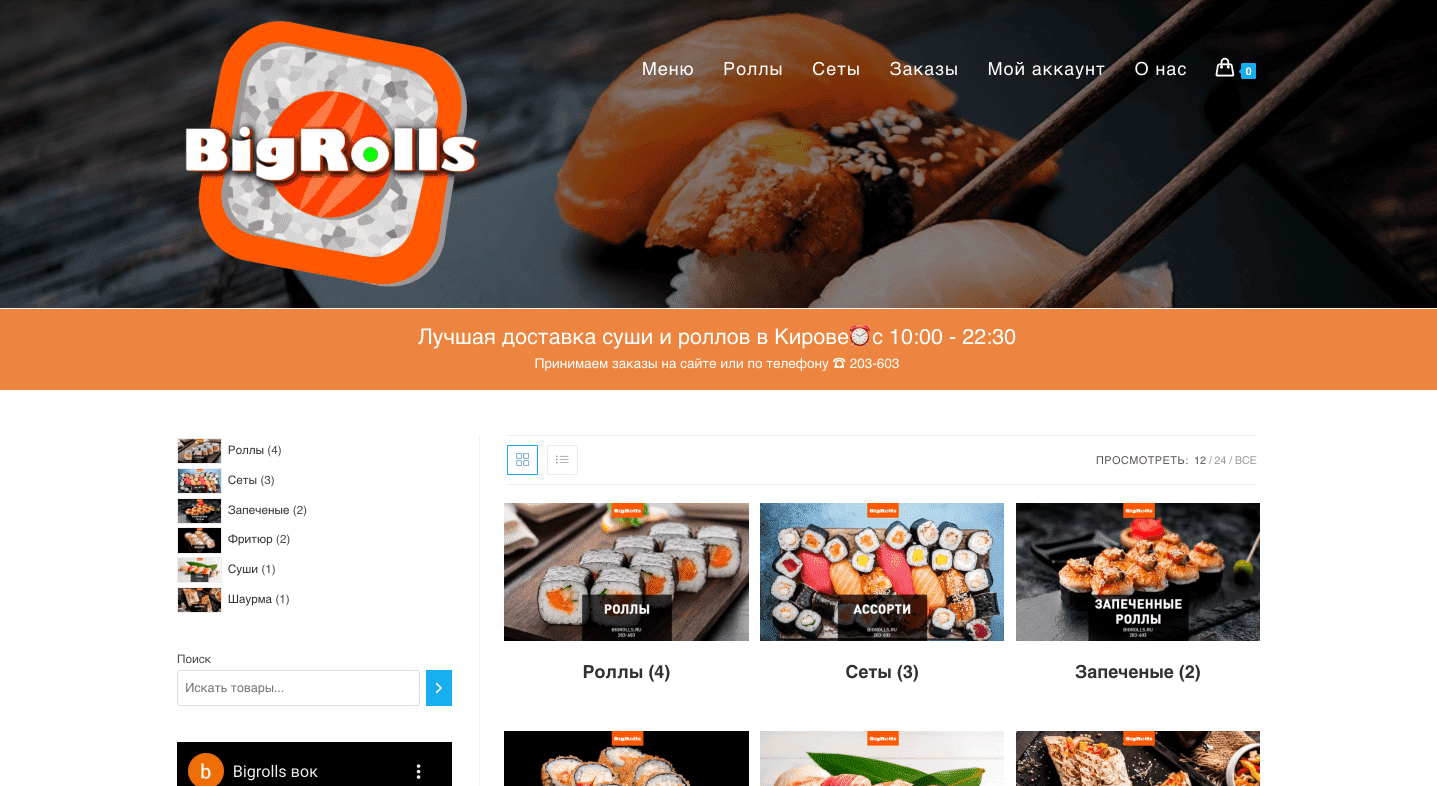 BigRolls
Меню Роллы Сеты Заказы Мой аккаунт О нас 0
Лучшая доставка суши и роллов в Кирове⏰с 10:00 - 22:30
Принимаем заказы на сайте или по телефону ☎ 203-603
Роллы (4)
Сеты (3)
Запеченые (2)
Фритюр (2)
Суши (1)
Шаурма (1)
Поиск
Искать товары...
b Bigrolls вок
ПРОСМОТРЕТЬ: 12 / 24 / ВСЕ
BigRolls
РОЛЛЫ
BIGROLLS.RU
203-603
Роллы (4)
BigRolls
АССОРТИ
BIGROLLS.RU
203-603
Сеты (3)
BigRolls
ЗАПЕЧЕННЫЕ
РОЛЛЫ
BIGROLLS.RU
203-603
Запеченые (2)
BigRolls
BigRolls
BigRolls